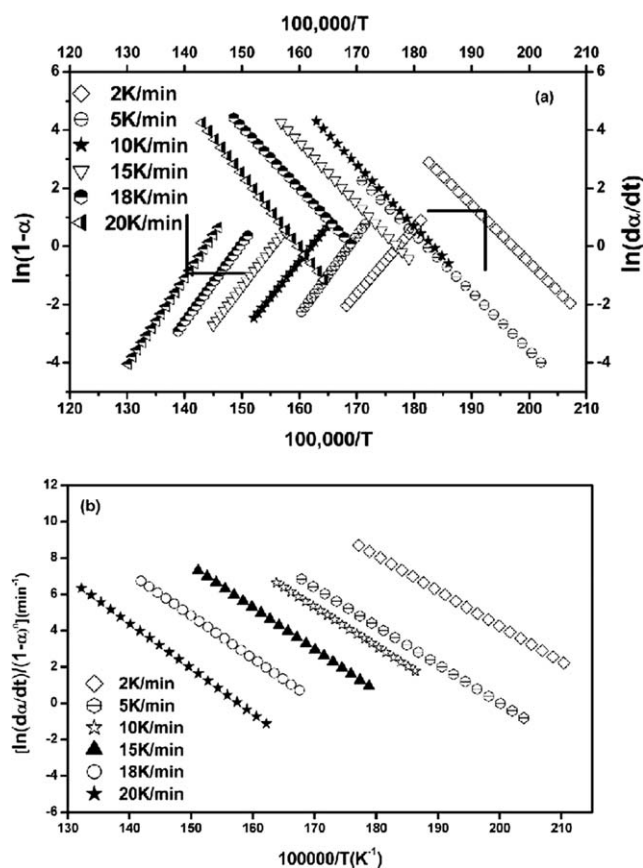 100,000/T
120 130 140 150 160 170 180 190 200 210
6
4
2
0
-2
-4
ln(1-α)
2K/min
5K/min
10K/min
15K/min
18K/min
20K/min
(a)
6
4
2
0
-2
-4
ln(dα/dt)
120 130 140 150 160 170 180 190 200 210
100,000/T
12
10
8
6
4
2
0
-2
-4
-6
[ln(dα/dt)/(1-α)ⁿ](min⁻¹)
(b)
2K/min
5K/min
10K/min
15K/min
18K/min
20K/min
130 140 150 160 170 180 190 200 210
100000/T(K⁻¹)